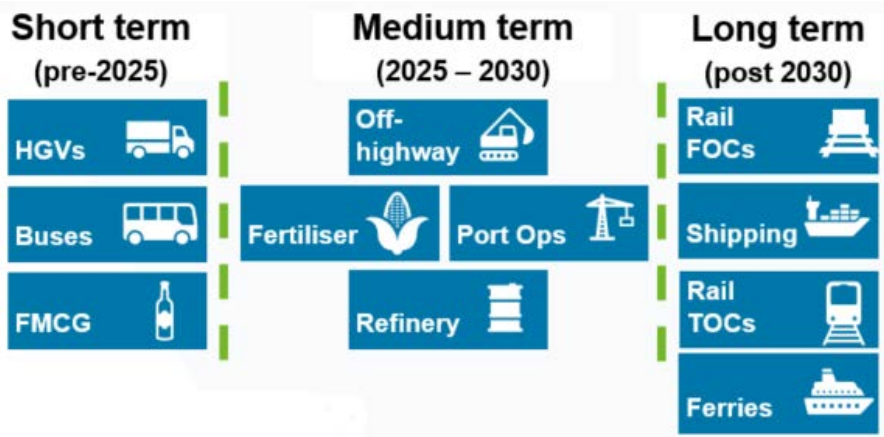 Short term
(pre-2025)
HGVs
Buses
FMCG
Medium term
(2025 – 2030)
Off-
highway
Fertiliser
Port Ops
Refinery
Long term
(post 2030)
Rail
FOCs
Shipping
Rail
TOCs
Ferries